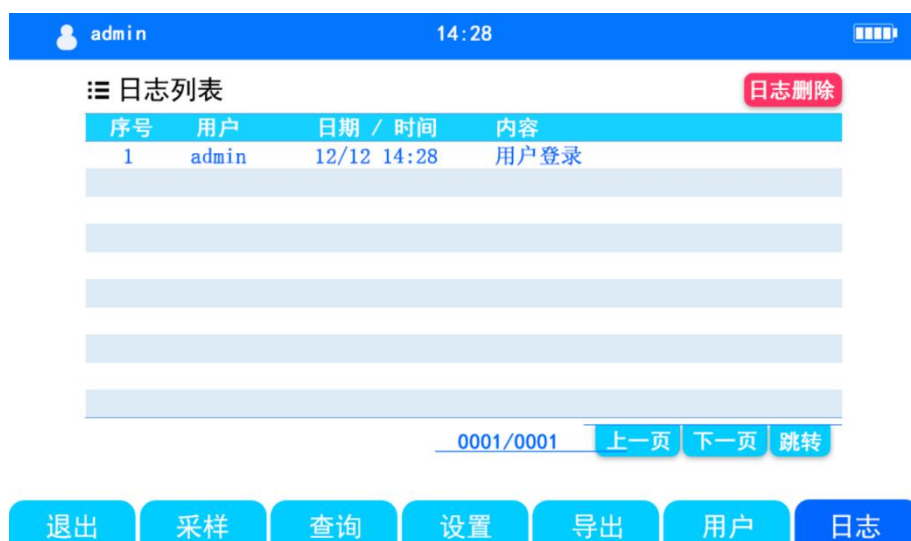 admin 14:28
日志列表 日志删除
序号 用户 日期 / 时间 内容
1 admin 12/12 14:28 用户登录
0001/0001 上一页 下一页 跳转
退出 采样 查询 设置 导出 用户 日志